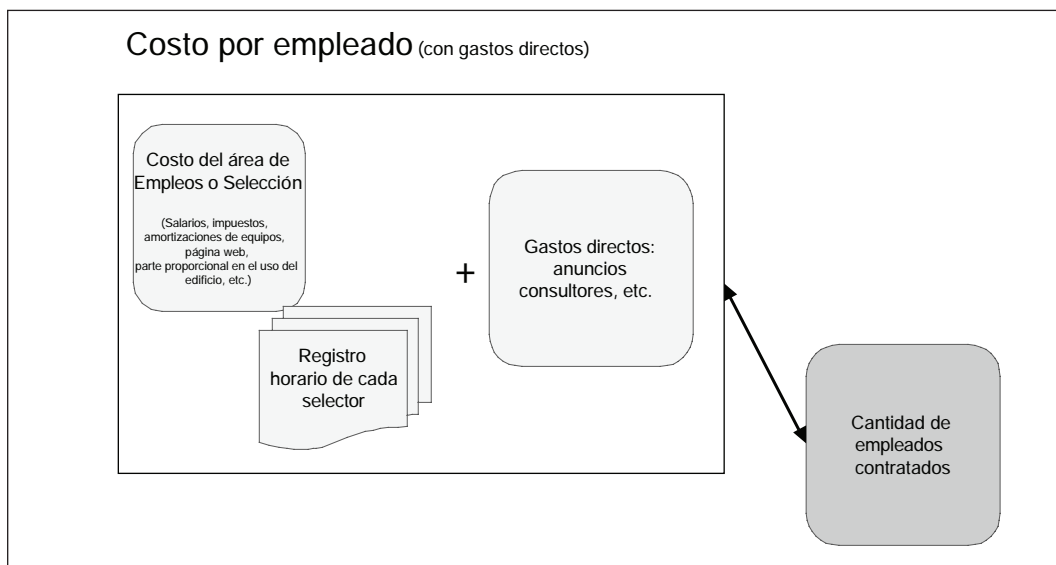 Costo por empleado (con gastos directos)
Costo del área de
Empleos o Selección
(Salarios, impuestos,
amortizaciones de equipos,
página web,
parte proporcional en el uso del
edificio, etc.)
Registro
horario de cada
selector
+
Gastos directos:
anuncios
consultores, etc.
Cantidad de
empleados
contratados